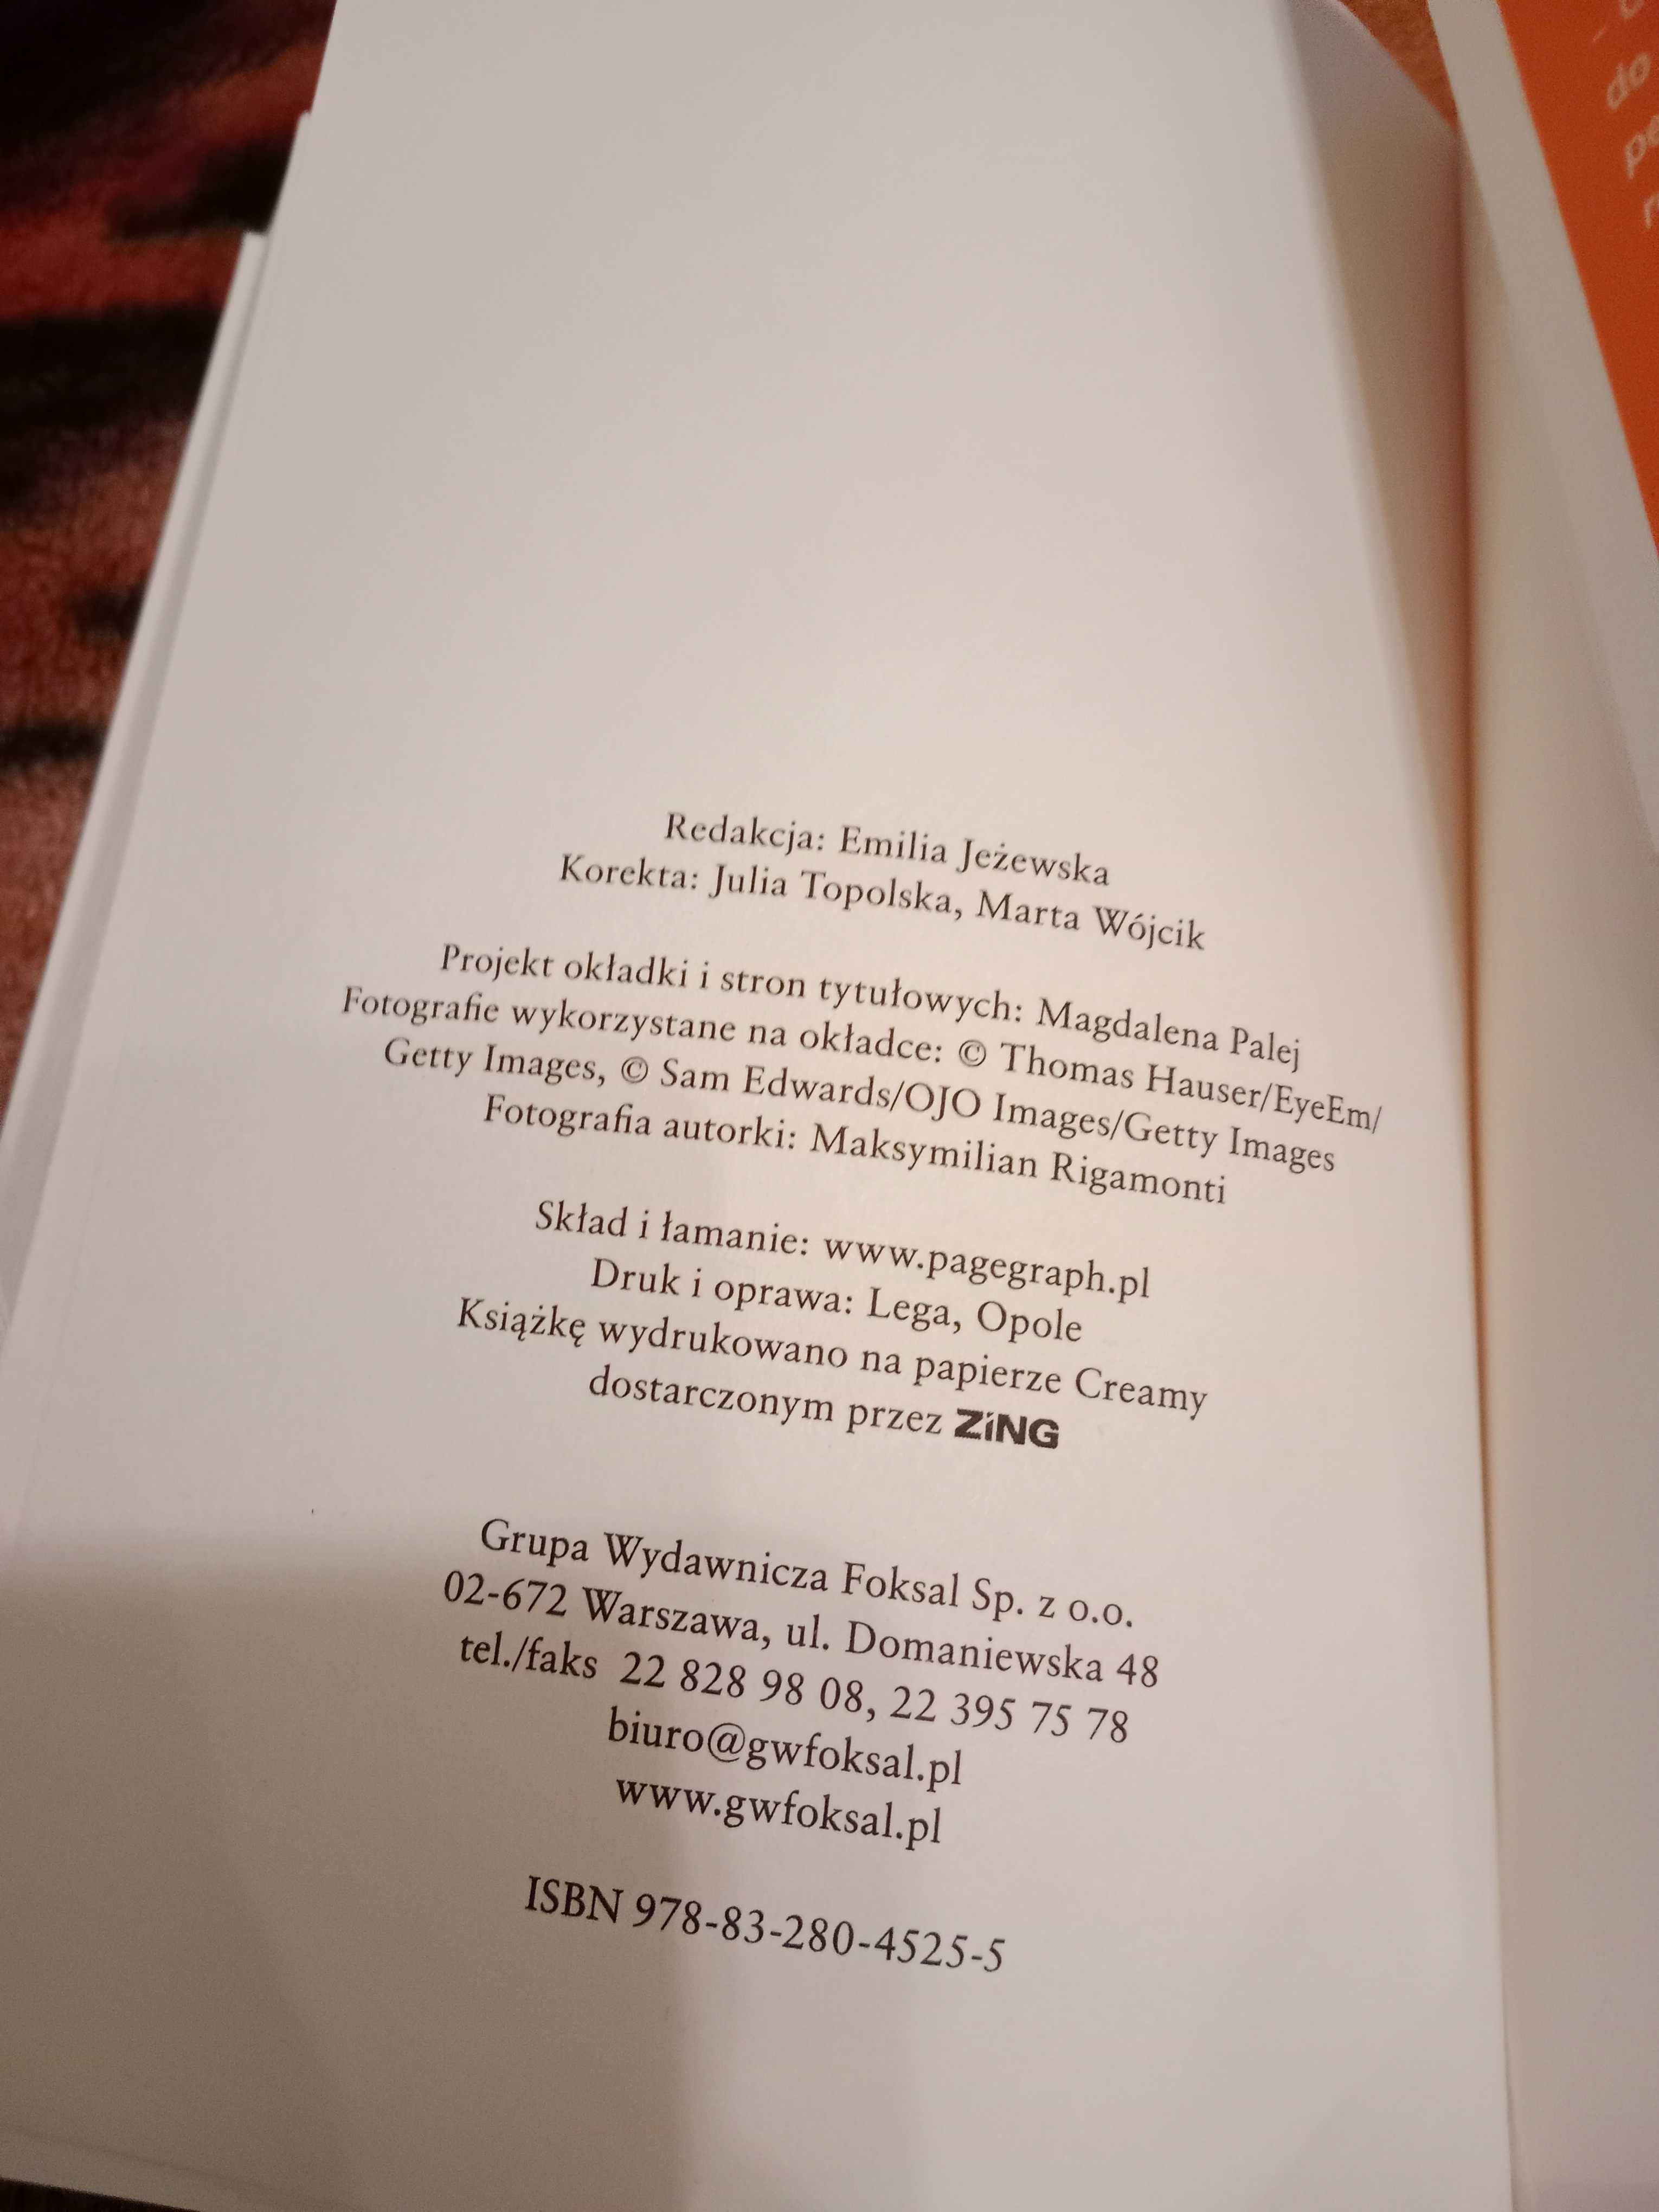 Redakcja: Emilia Jeżewska
Korekta: Julia Topolska, Marta Wójcik
Projekt okładki i stron tytułowych: Magdalena Palej
Fotografie wykorzystane na okładce: © Thomas Hauser/EyeEm/
Getty Images, © Sam Edwards/OJO Images/Getty Images
Fotografia autorki: Maksymilian Rigamonti
Skład i łamanie: www.pagegraph.pl
Druk i oprawa: Lega, Opole
Książkę wydrukowano na papierze Creamy
dostarczonym przez ZiNG
Grupa Wydawnicza Foksal Sp. z o.o.
02-672 Warszawa, ul. Domaniewska 48
tel./faks 22 828 98 08, 22 395 75 78
biuro@gwfoksal.pl
www.gwfoksal.pl
ISBN 978-83-280-4525-5
do